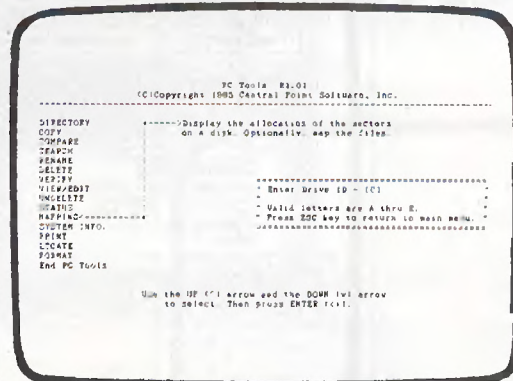 PC Tools R1.01
(C)Copyright 1985 Central Point Software, Inc.
DIRECTORY ----->Display the allocation of the sectors
COPY on a disk. Optionally, map the files.
COMPARE
SEARCH
RENAME
DELETE
VERIFY
VIEW/EDIT Enter Drive ID - [C]
UNDELETE
STATUS Valid letters are A thru E.
MAPPING<----------- Press ESC key to return to main menu.
SYSTEM INFO.
PRINT
LOCATE
FORMAT
End PC Tools
Use the UP [^] arrow and the DOWN [v] arrow
to select. Then press ENTER